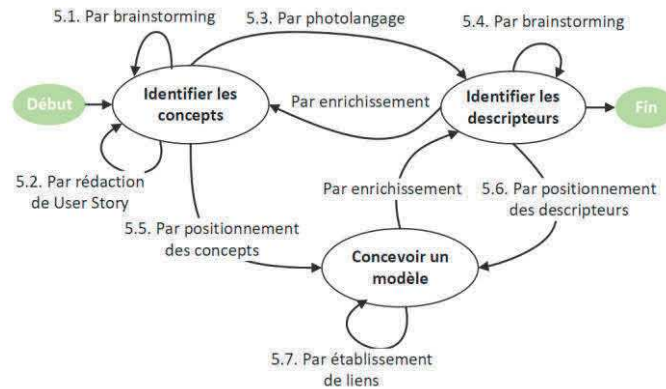 5.1. Par brainstorming
5.3. Par photolangage
5.4. Par brainstorming
Début
Identifier les
concepts
Par enrichissement
Identifier les
descripteurs
Fin
5.2. Par rédaction
de User Story
5.5. Par positionnement
des concepts
Par enrichissement
5.6. Par positionnement
des descripteurs
Concevoir un
modèle
5.7. Par établissement
de liens